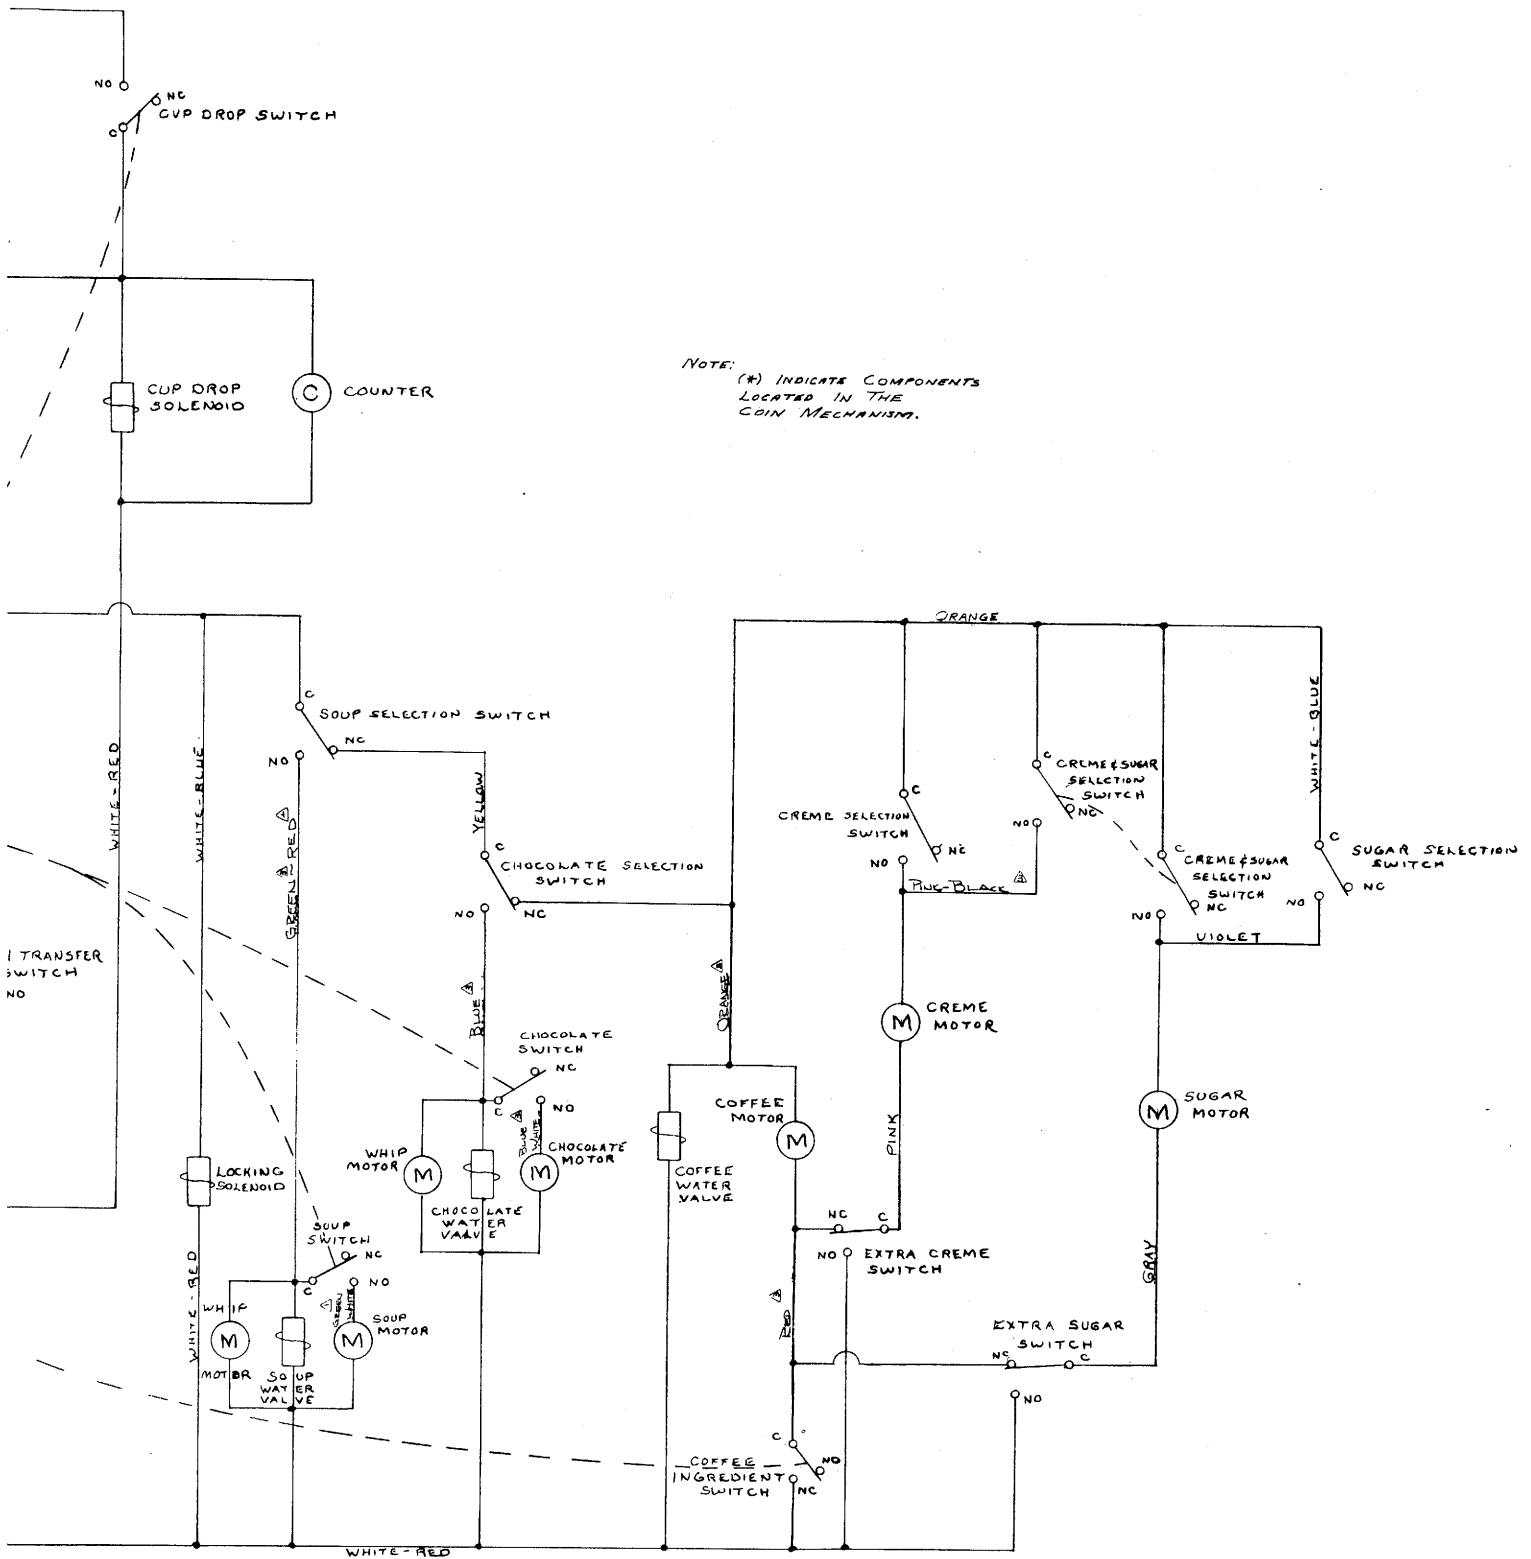 NO
NC
CUP DROP SWITCH
C
CUP DROP
SOLENOID
C
COUNTER
NOTE:
(*) INDICATE COMPONENTS
LOCATED IN THE
COIN MECHANISM.
ORANGE
C
SOUP SELECTION SWITCH
NC
NO
WHITE-RED
WHITE-BLUE
GREEN-RED
YELLOW
C
CHOCOLATE SELECTION
SWITCH
NO
NC
C
CREME SELECTION
SWITCH
NC
NO
PINK-BLACK
C
CREME & SUGAR
SELECTION
SWITCH
NC
NO
C
CREME & SUGAR
SELECTION
SWITCH
NC
NO
WHITE-BLUE
C
SUGAR SELECTION
SWITCH
NC
NO
VIOLET
TRANSFER
SWITCH
NO
BLUE
ORANGE
M
CREME
MOTOR
CHOCOLATE
SWITCH
NC
C
NO
BLUE
WHITE
WHIP
MOTOR
M
M
CHOCOLATE
MOTOR
CHOCOLATE
WATER
VALVE
COFFEE
MOTOR
M
COFFEE
WATER
VALVE
PINK
M
SUGAR
MOTOR
LOCKING
SOLENOID
SOUP
SWITCH
NC
C
NO
NC
C
NO
EXTRA CREME
SWITCH
WHITE-RED
WHIP
M
MOTOR
GREEN
WHITE
M
SOUP
MOTOR
SOUP
WATER
VALVE
RED
GRAY
EXTRA SUGAR
SWITCH
NC
C
NO
C
NO
COFFEE
INGREDIENT
SWITCH
NC
WHITE-RED